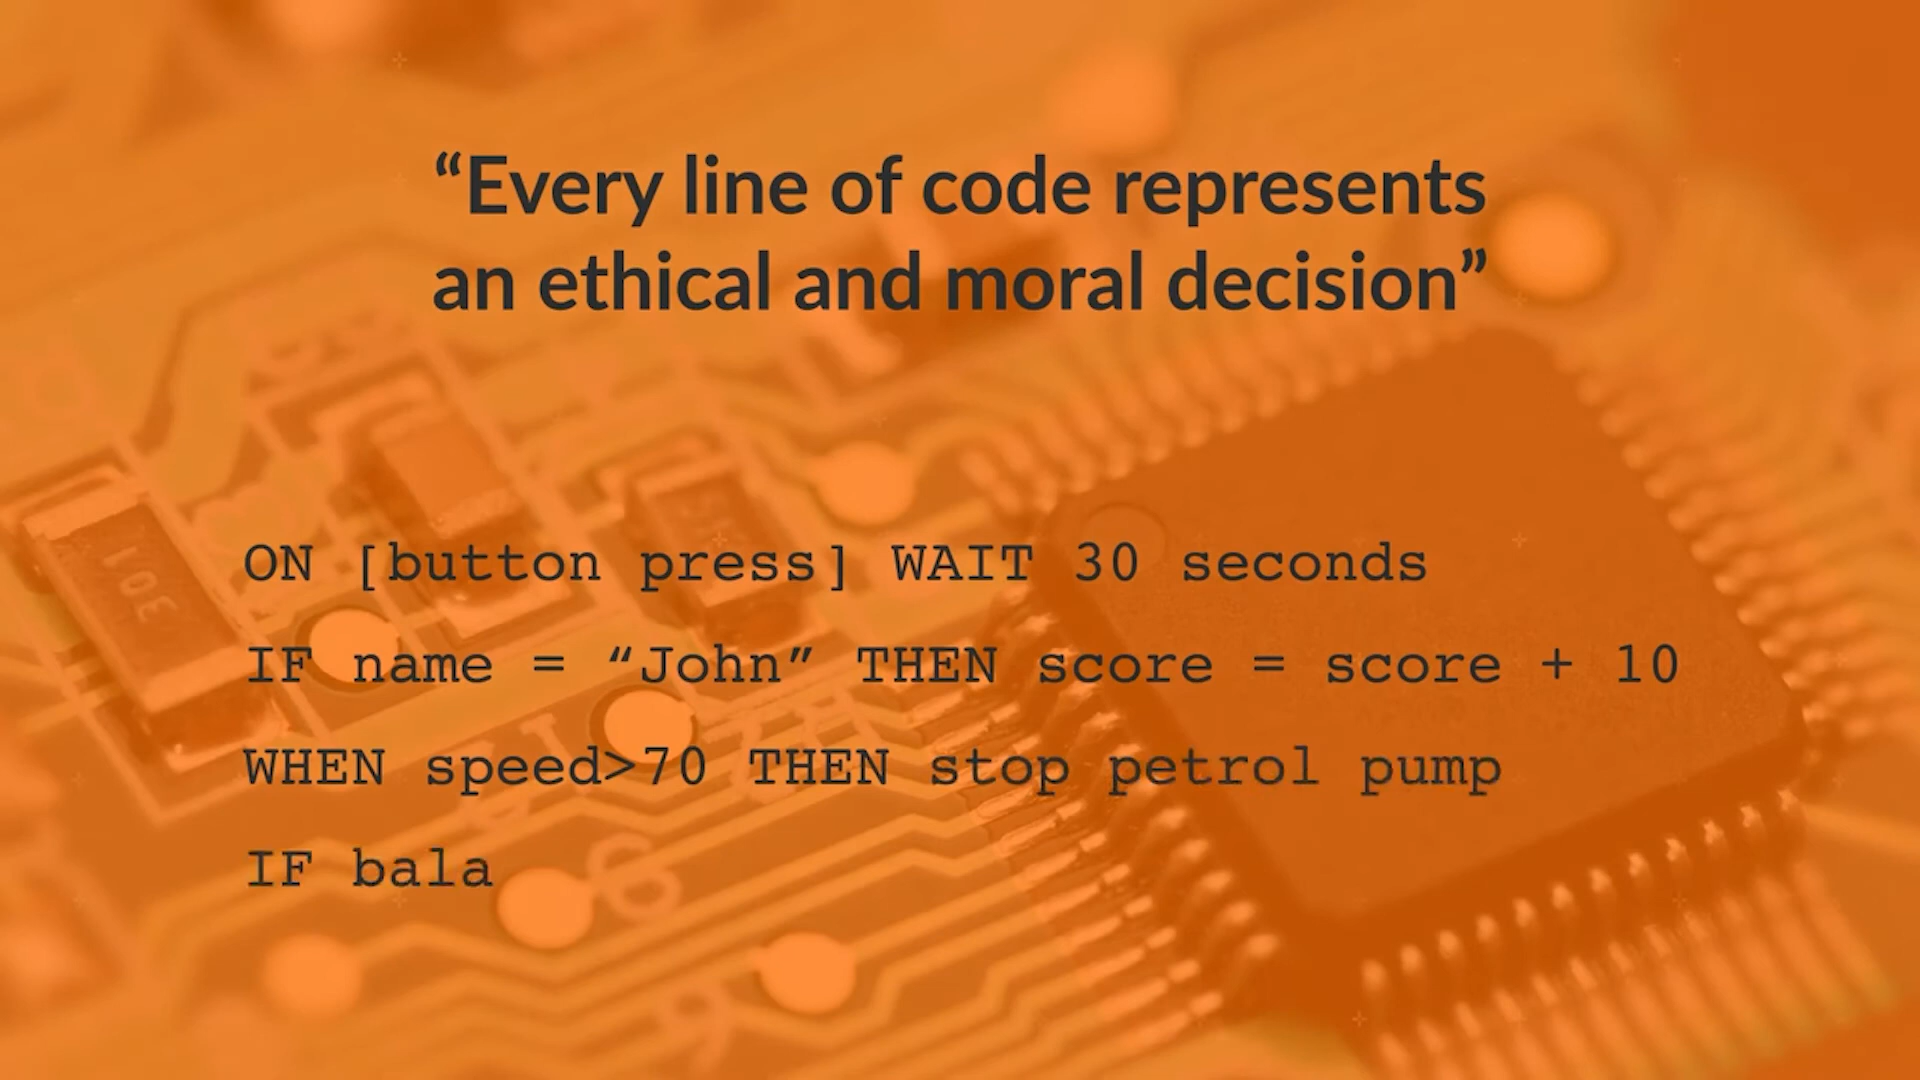 “Every line of code represents
an ethical and moral decision”
ON [button press] WAIT 30 seconds
IF name = “John” THEN score = score + 10
WHEN speed>70 THEN stop petrol pump
IF bala
301